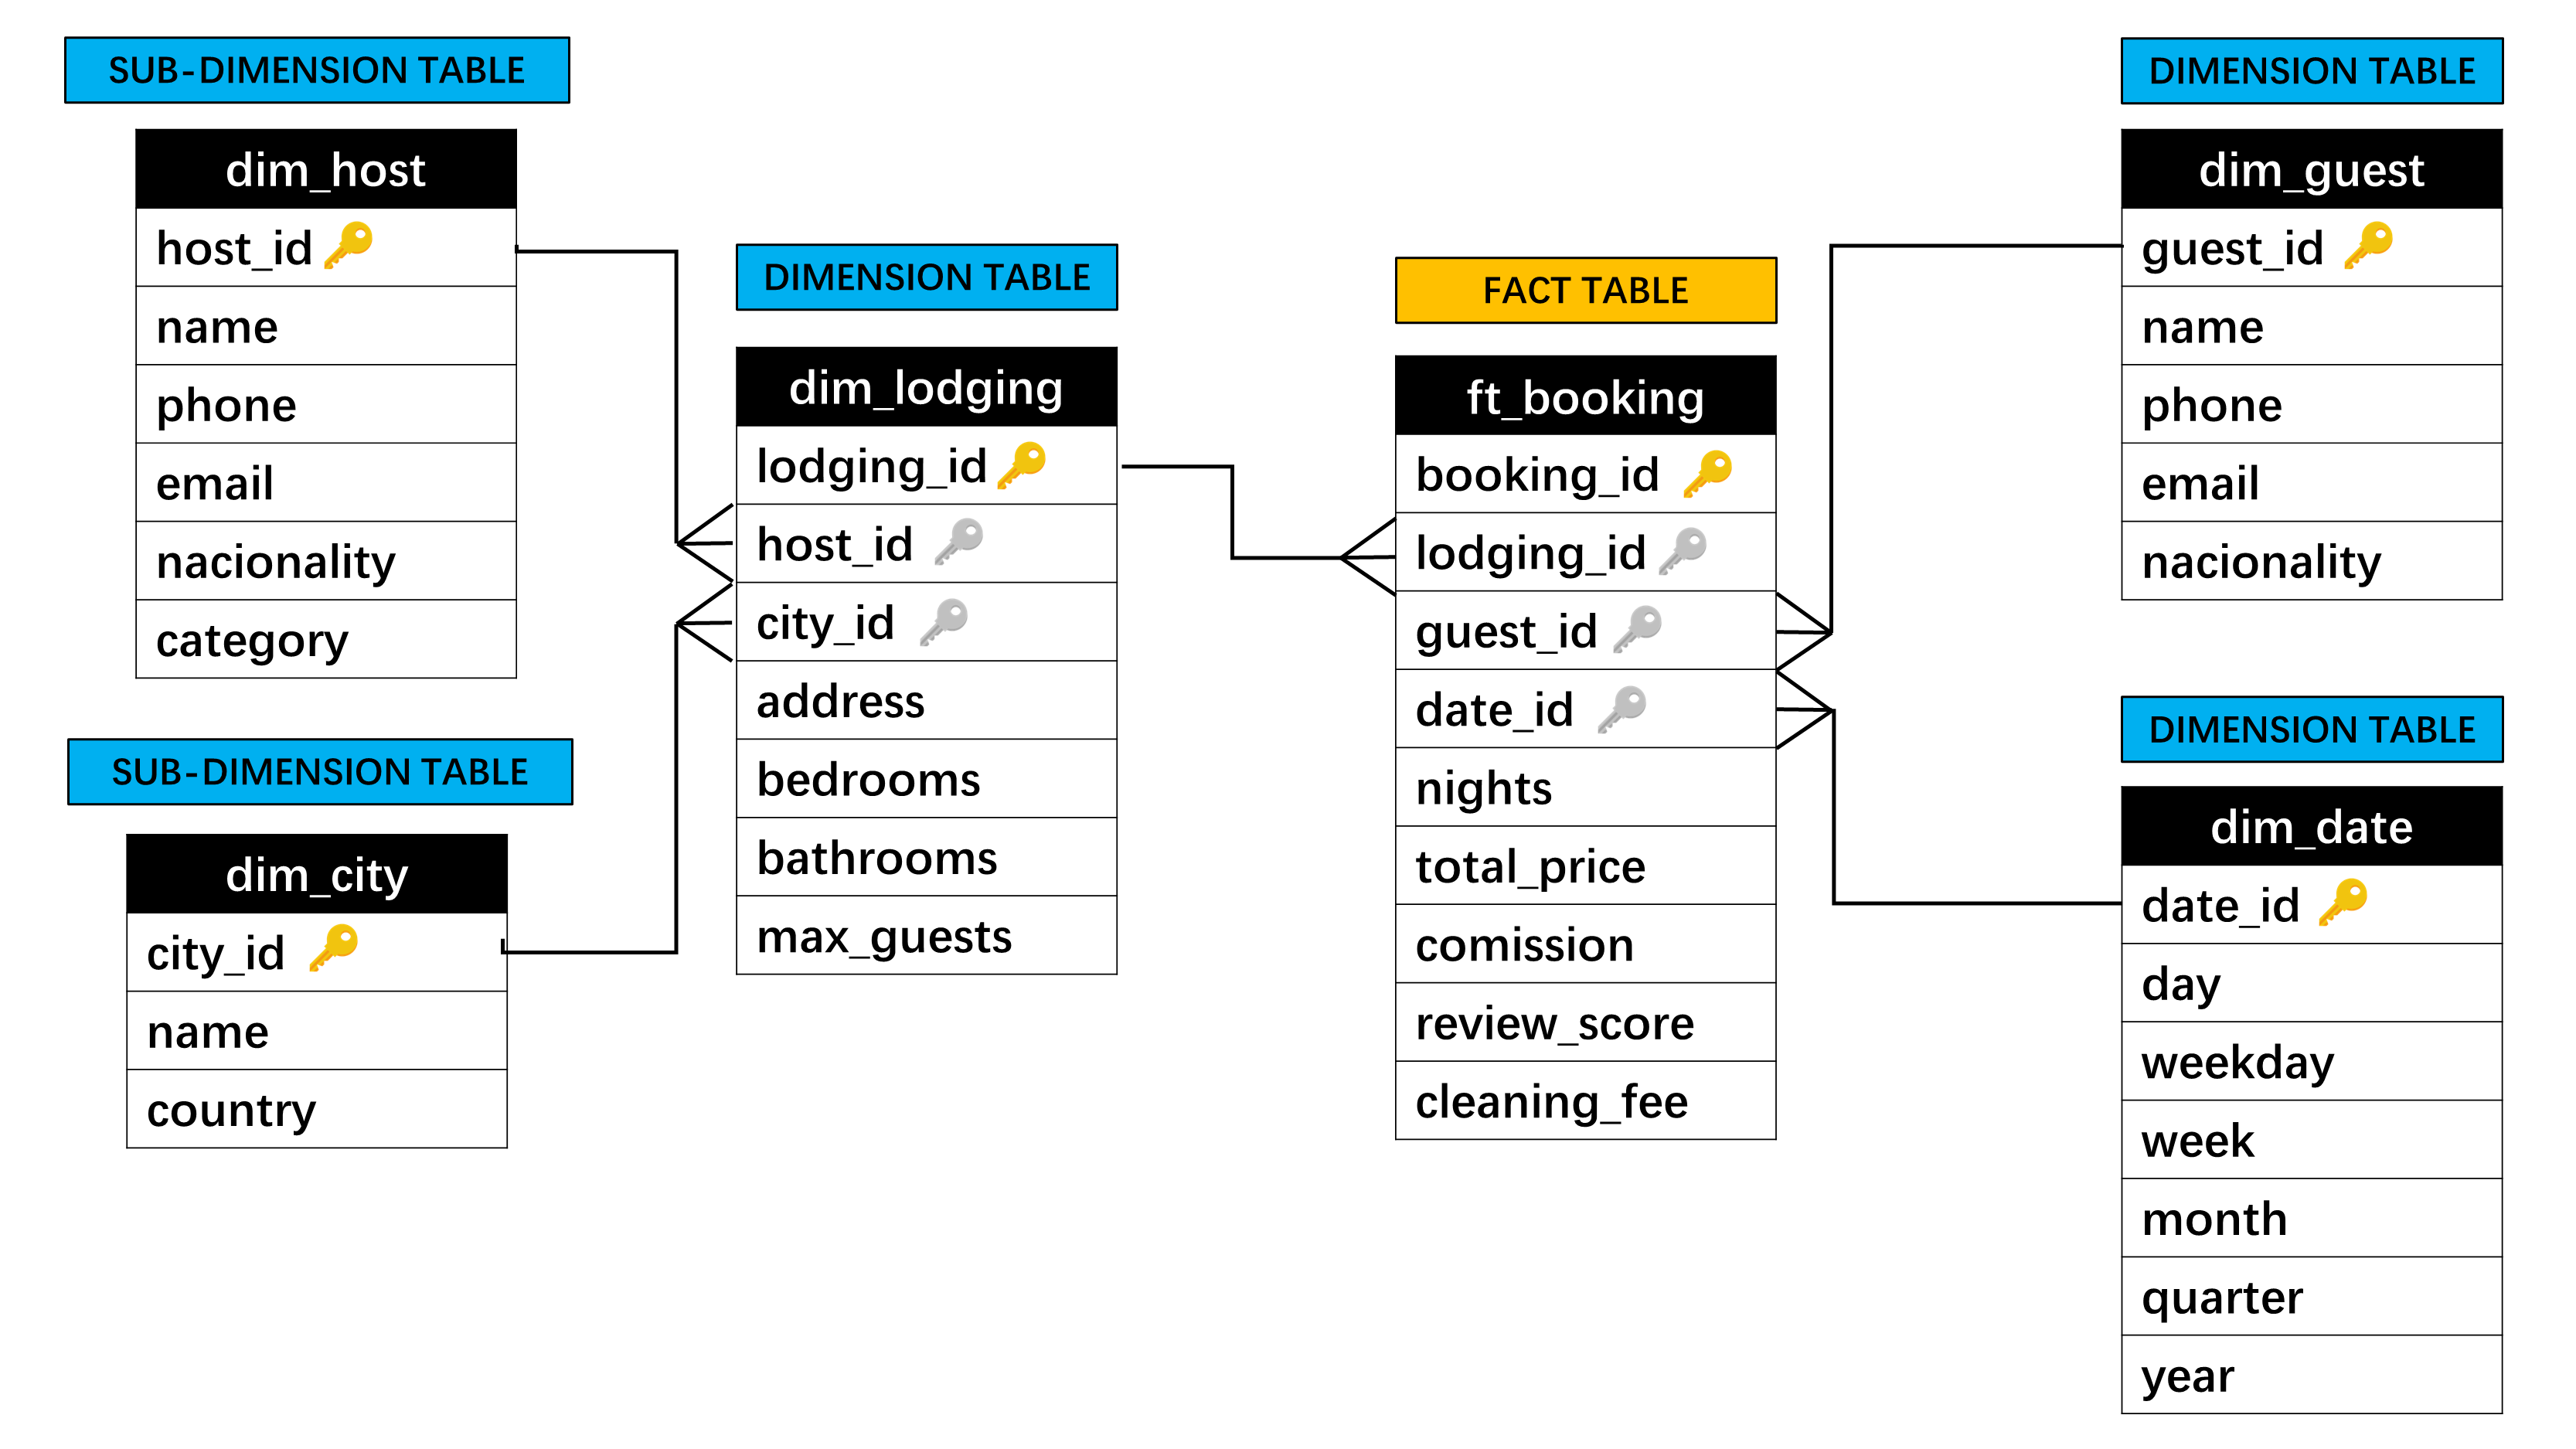 SUB-DIMENSION TABLE
dim_host
host_id
name
phone
email
nacionality
category
SUB-DIMENSION TABLE
dim_city
city_id
name
country
DIMENSION TABLE
dim_lodging
lodging_id
host_id
city_id
address
bedrooms
bathrooms
max_guests
FACT TABLE
ft_booking
booking_id
lodging_id
guest_id
date_id
nights
total_price
comission
review_score
cleaning_fee
DIMENSION TABLE
dim_guest
guest_id
name
phone
email
nacionality
DIMENSION TABLE
dim_date
date_id
day
weekday
week
month
quarter
year